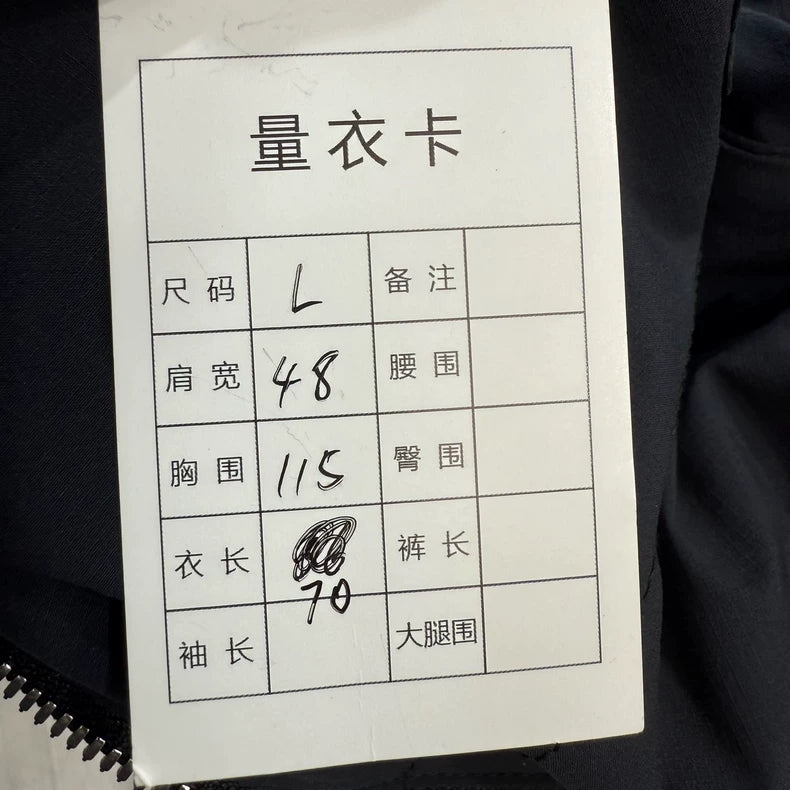 量衣卡
尺码 L 备注
肩宽 48 腰围
胸围 115 臀围
衣长 70 裤长
袖长 大腿围